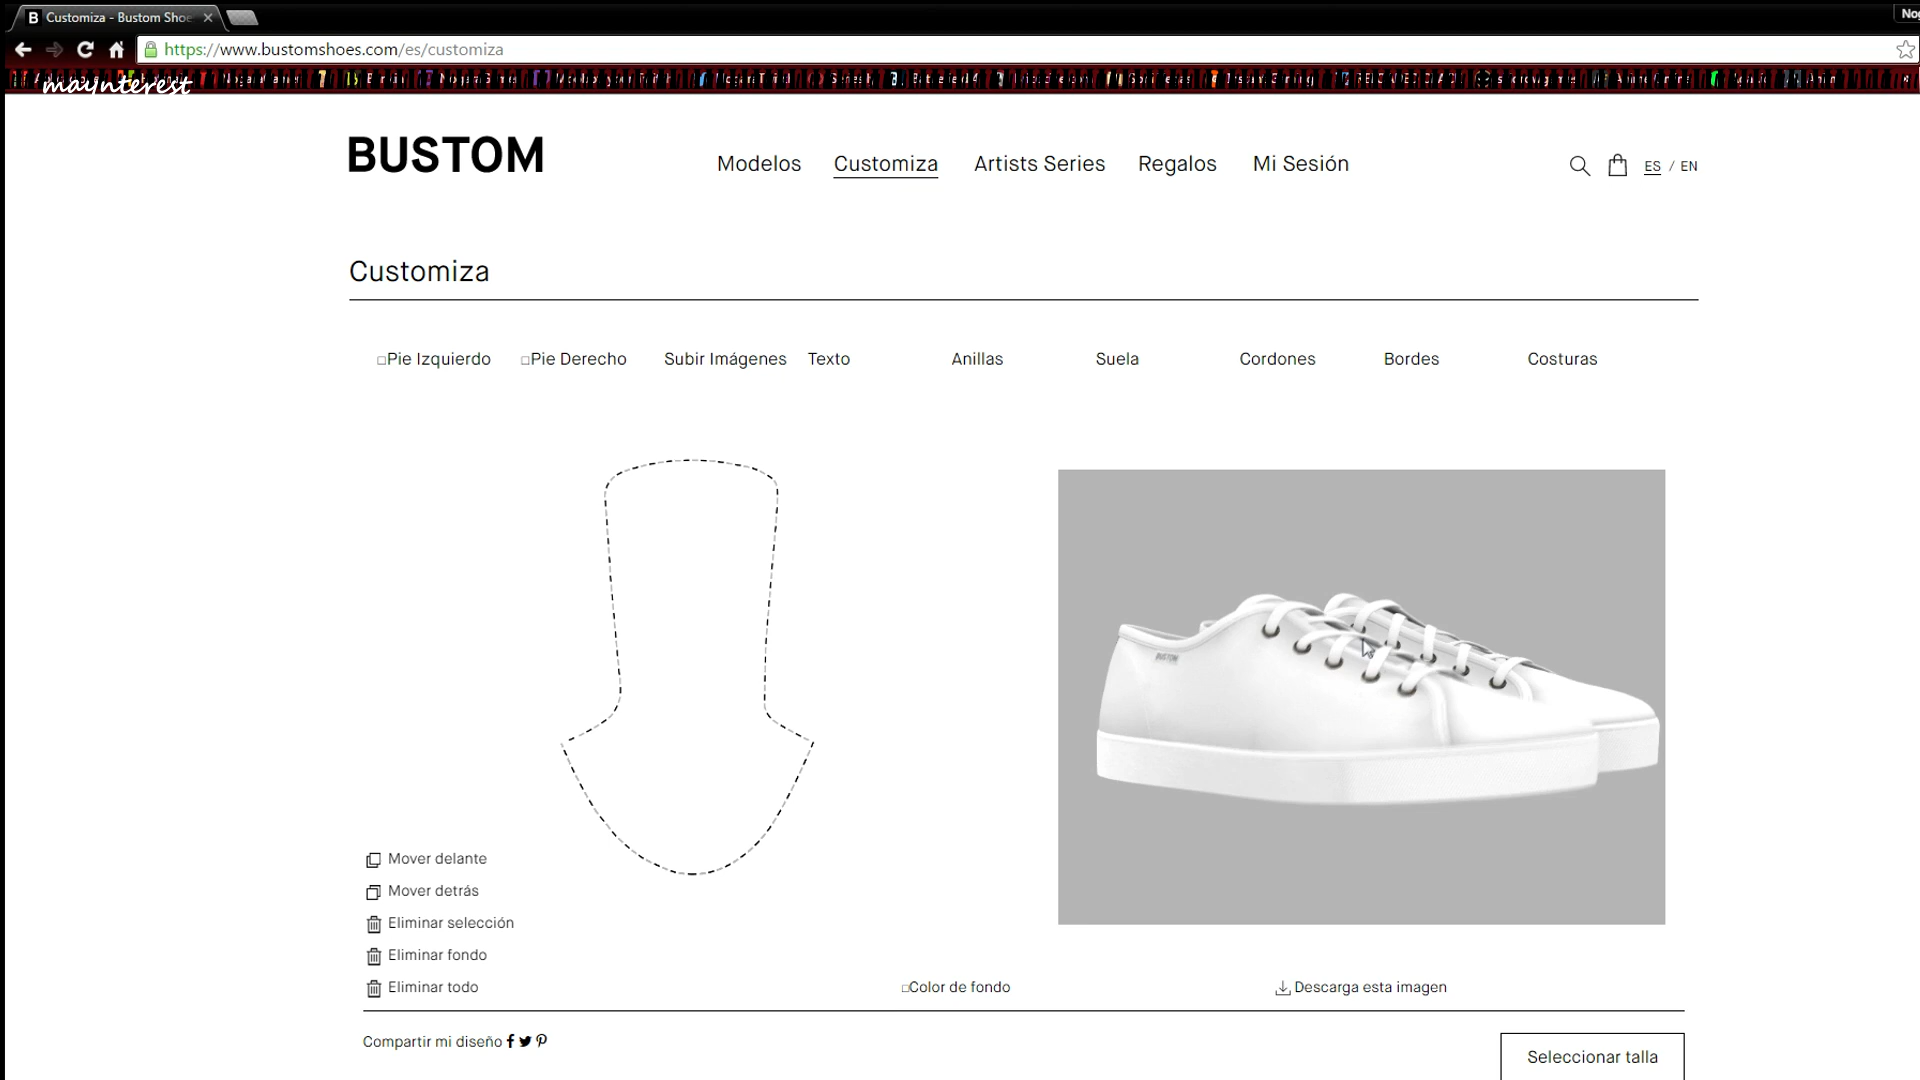 Customiza - Bustom Shoe
https://www.bustomshoes.com/es/customiza
maynterest
BUSTOM
Modelos
Customiza
Artists Series
Regalos
Mi Sesión
ES / EN
Customiza
Pie Izquierdo
Pie Derecho
Subir Imágenes
Texto
Anillas
Suela
Cordones
Bordes
Costuras
BUSTOM
Mover delante
Mover detrás
Eliminar selección
Eliminar fondo
Eliminar todo
Color de fondo
Descarga esta imagen
Compartir mi diseño
Seleccionar talla